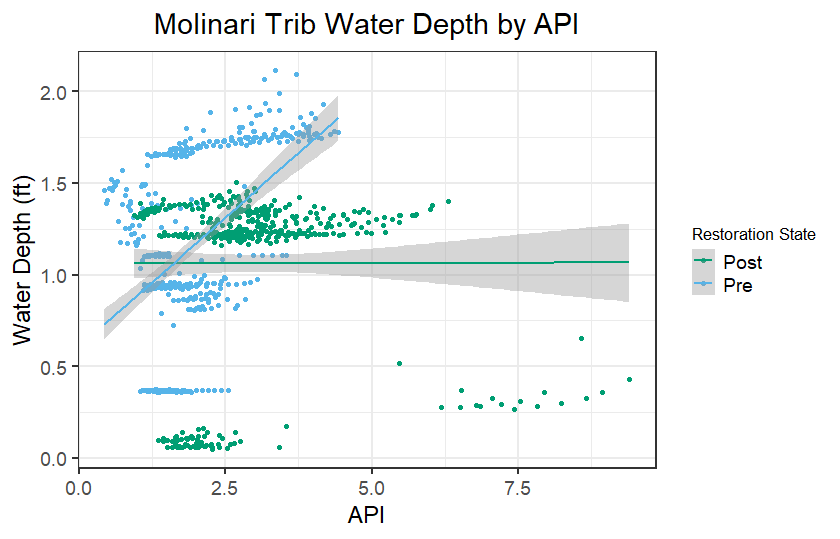 Molinari Trib Water Depth by API
2.0
1.5
1.0
0.5
0.0
Water Depth (ft)
0.0 2.5 5.0 7.5
API
Restoration State
Post
Pre